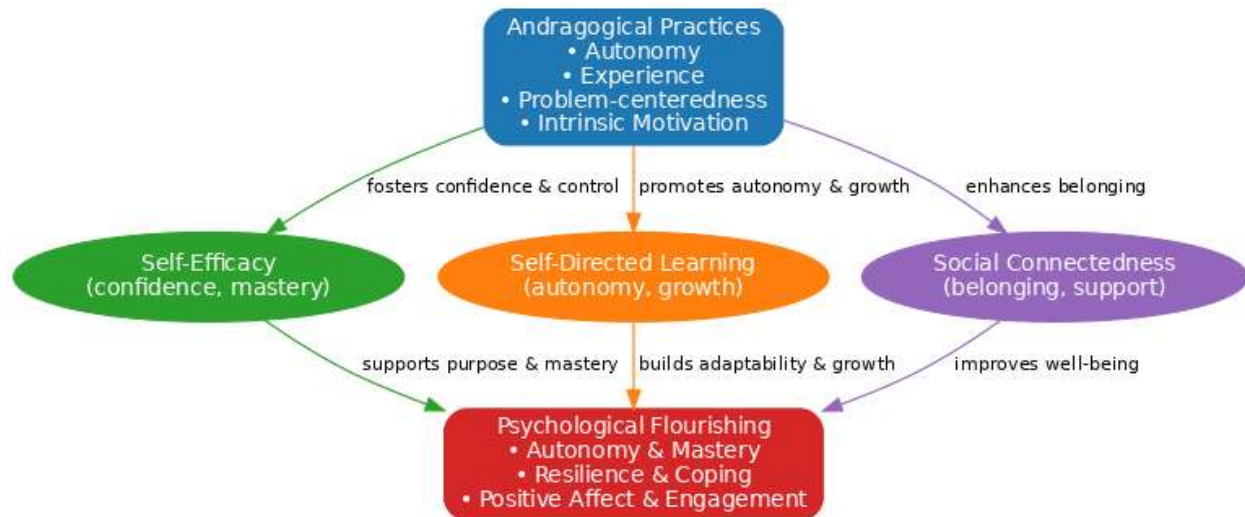 Andragogical Practices
• Autonomy
• Experience
• Problem-centeredness
• Intrinsic Motivation
fosters confidence & control
promotes autonomy & growth
enhances belonging
Self-Efficacy
(confidence, mastery)
Self-Directed Learning
(autonomy, growth)
Social Connectedness
(belonging, support)
supports purpose & mastery
builds adaptability & growth
improves well-being
Psychological Flourishing
• Autonomy & Mastery
• Resilience & Coping
• Positive Affect & Engagement